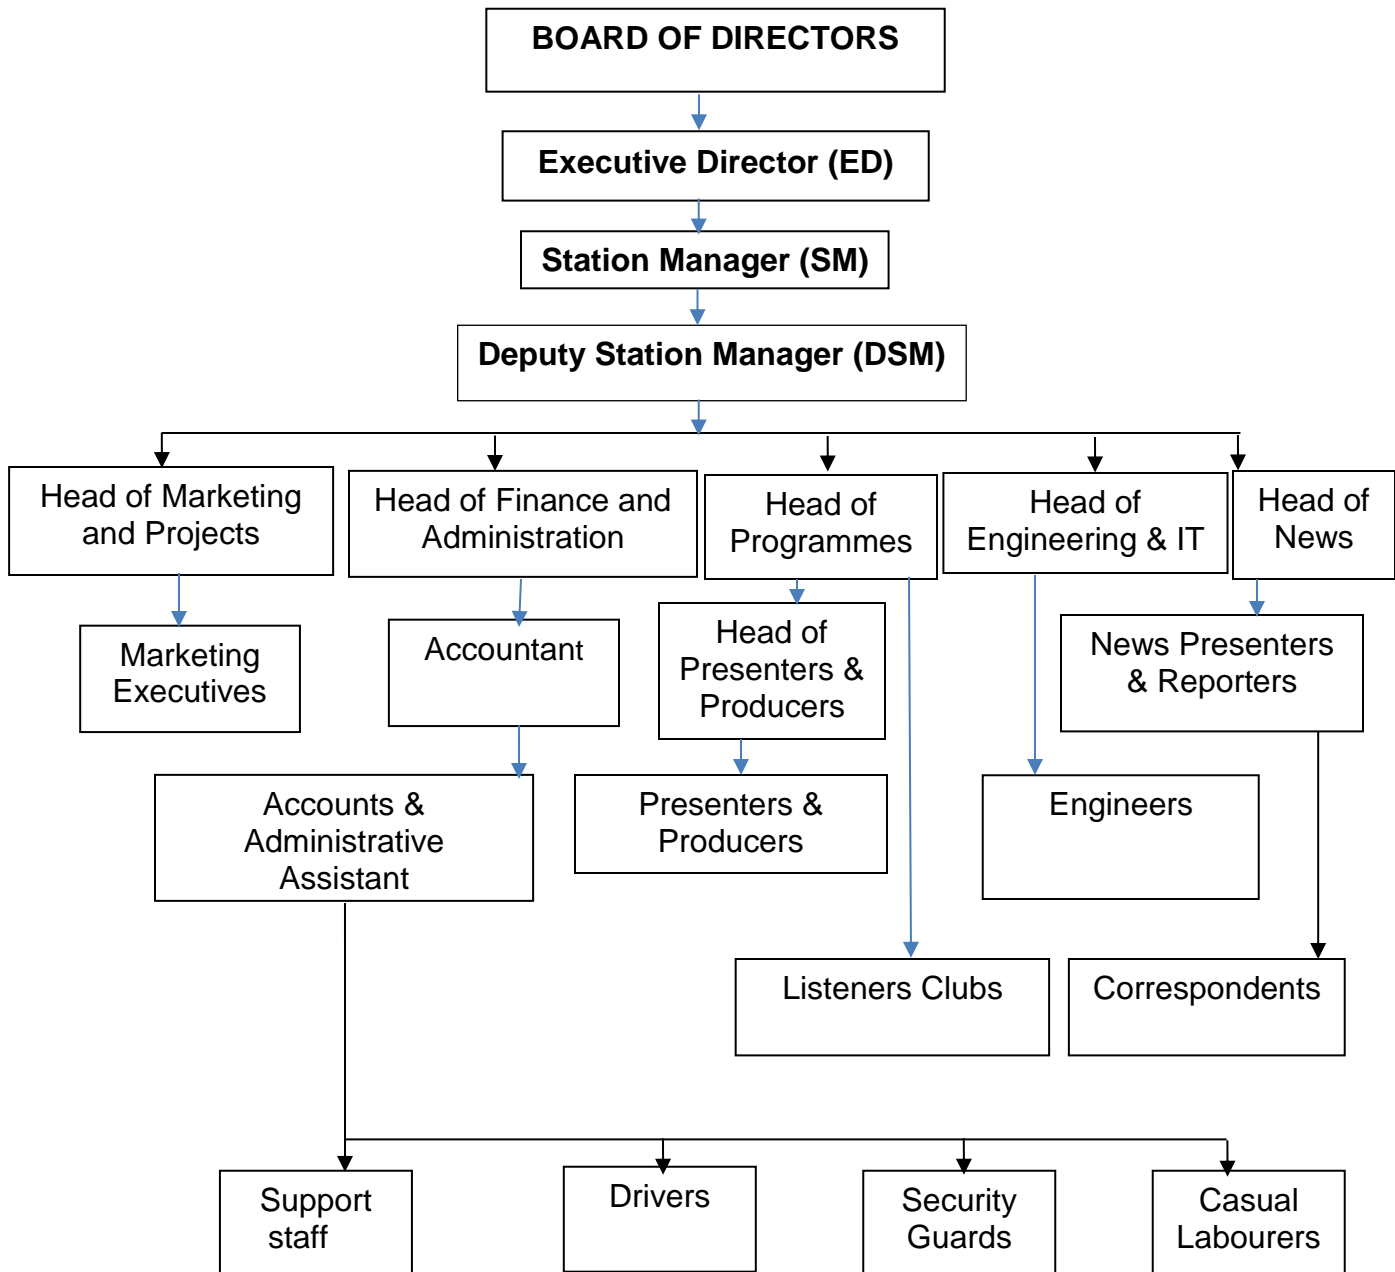 BOARD OF DIRECTORS
Executive Director (ED)
Station Manager (SM)
Deputy Station Manager (DSM)
Head of Marketing
and Projects
Head of Finance and
Administration
Head of
Programmes
Head of
Engineering & IT
Head of
News
Marketing
Executives
Accountant
Head of
Presenters &
Producers
News Presenters
& Reporters
Accounts &
Administrative
Assistant
Presenters &
Producers
Engineers
Listeners Clubs
Correspondents
Support
staff
Drivers
Security
Guards
Casual
Labourers